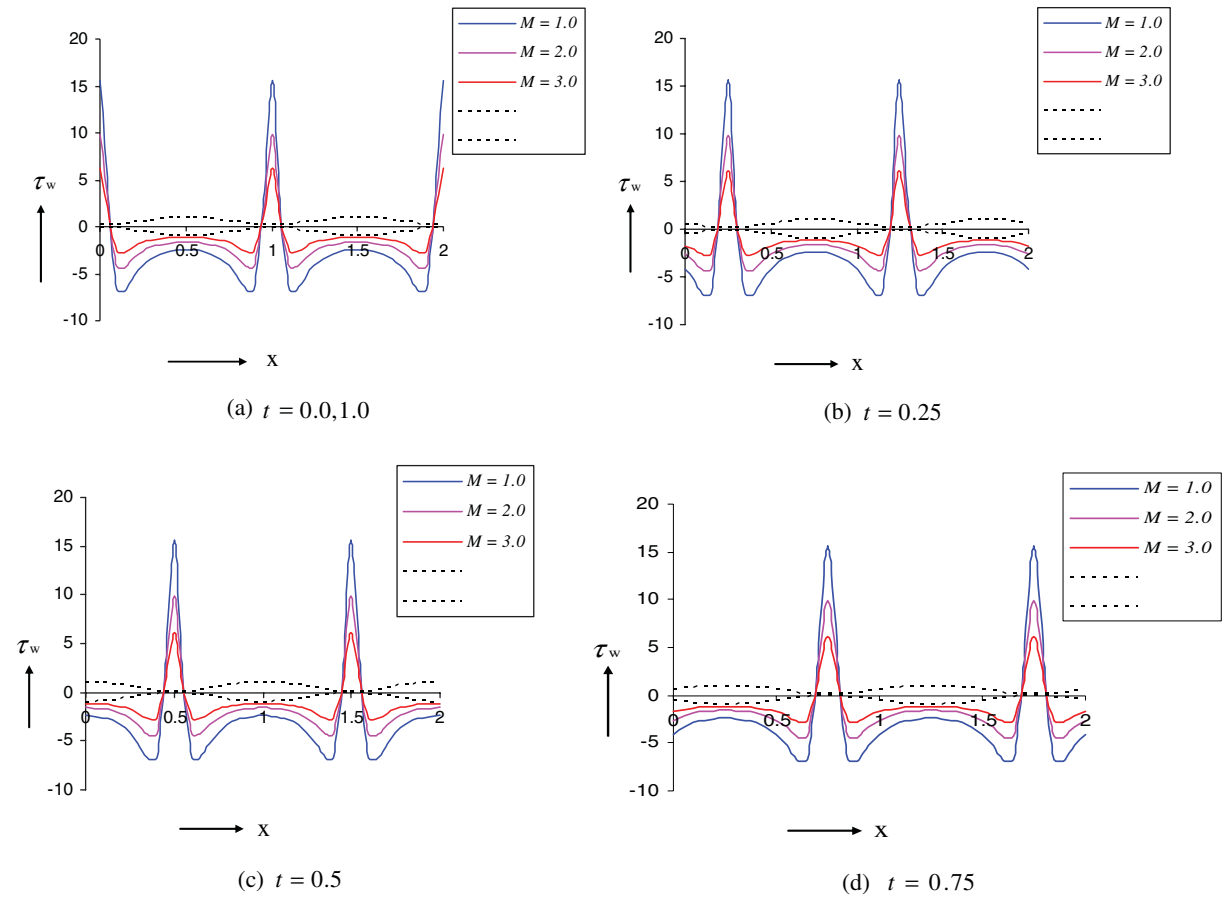 M = 1.0
M = 2.0
M = 3.0
20
15
10
5
0
-5
-10
τw
0 0.5 1 1.5 2
x
(a) t = 0.0,1.0
M = 1.0
M = 2.0
M = 3.0
20
15
10
5
0
-5
-10
τw
0 0.5 1 1.5 2
x
(b) t = 0.25
M = 1.0
M = 2.0
M = 3.0
20
15
10
5
0
-5
-10
τw
0 0.5 1 1.5 2
x
(c) t = 0.5
M = 1.0
M = 2.0
M = 3.0
20
15
10
5
0
-5
-10
τw
0 0.5 1 1.5 2
x
(d) t = 0.75